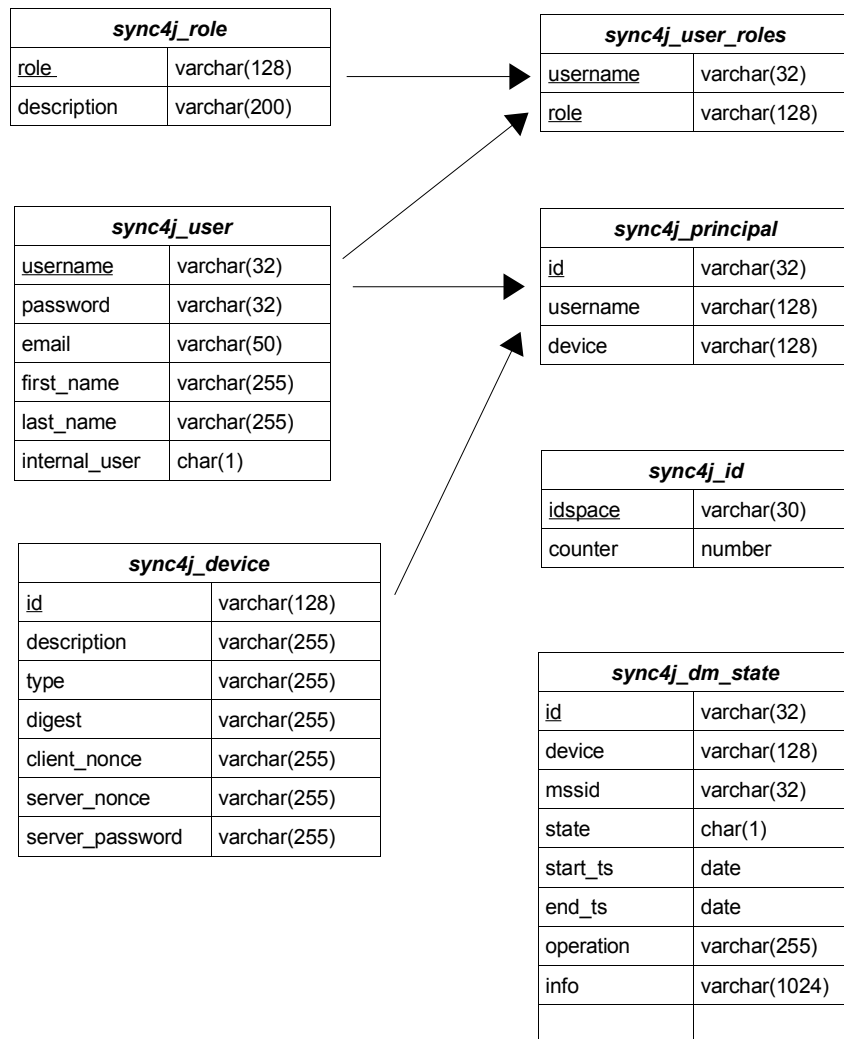 sync4j_role
role varchar(128)
description varchar(200)
sync4j_user_roles
username varchar(32)
role varchar(128)
sync4j_user
username varchar(32)
password varchar(32)
email varchar(50)
first_name varchar(255)
last_name varchar(255)
internal_user char(1)
sync4j_principal
id varchar(32)
username varchar(128)
device varchar(128)
sync4j_id
idspace varchar(30)
counter number
sync4j_device
id varchar(128)
description varchar(255)
type varchar(255)
digest varchar(255)
client_nonce varchar(255)
server_nonce varchar(255)
server_password varchar(255)
sync4j_dm_state
id varchar(32)
device varchar(128)
mssid varchar(32)
state char(1)
start_ts date
end_ts date
operation varchar(255)
info varchar(1024)